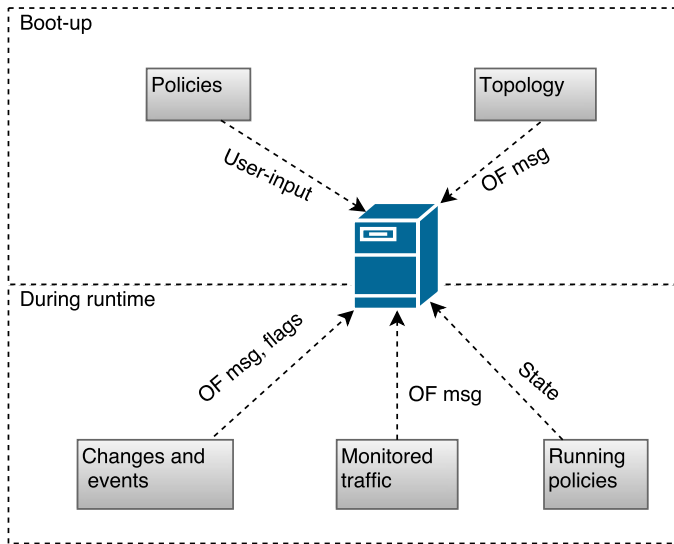 Boot-up
Policies
Topology
User-input
OF msg
During runtime
OF msg, flags
OF msg
State
Changes and
events
Monitored
traffic
Running
policies